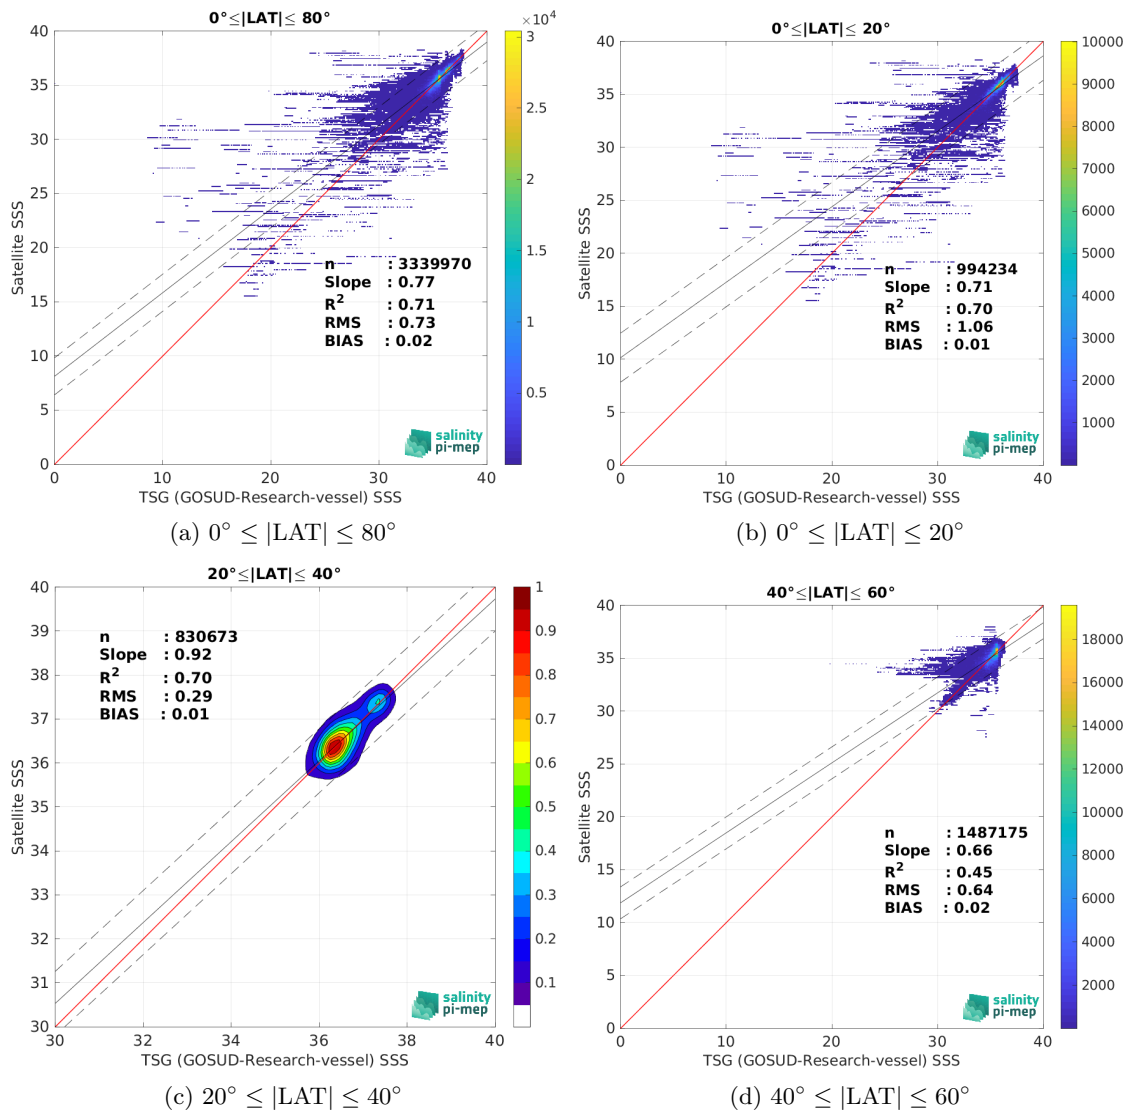 0°≤|LAT|≤ 80°
×10⁴
Satellite SSS
40
35
30
25
20
15
10
5
0
0
10
20
30
40
TSG (GOSUD-Research-vessel) SSS
n : 3339970
Slope : 0.77
R² : 0.71
RMS : 0.73
BIAS : 0.02
salinity
pi-mep
3
2.5
2
1.5
1
0.5
(a) 0° ≤ |LAT| ≤ 80°
0°≤|LAT|≤ 20°
Satellite SSS
40
35
30
25
20
15
10
5
0
0
10
20
30
40
TSG (GOSUD-Research-vessel) SSS
n : 994234
Slope : 0.71
R² : 0.70
RMS : 1.06
BIAS : 0.01
salinity
pi-mep
10000
9000
8000
7000
6000
5000
4000
3000
2000
1000
(b) 0° ≤ |LAT| ≤ 20°
20°≤|LAT|≤ 40°
Satellite SSS
40
39
38
37
36
35
34
33
32
31
30
30
32
34
36
38
40
TSG (GOSUD-Research-vessel) SSS
n : 830673
Slope : 0.92
R² : 0.70
RMS : 0.29
BIAS : 0.01
salinity
pi-mep
1
0.9
0.8
0.7
0.6
0.5
0.4
0.3
0.2
0.1
(c) 20° ≤ |LAT| ≤ 40°
40°≤|LAT|≤ 60°
Satellite SSS
40
35
30
25
20
15
10
5
0
0
10
20
30
40
TSG (GOSUD-Research-vessel) SSS
n : 1487175
Slope : 0.66
R² : 0.45
RMS : 0.64
BIAS : 0.02
salinity
pi-mep
18000
16000
14000
12000
10000
8000
6000
4000
2000
0
(d) 40° ≤ |LAT| ≤ 60°